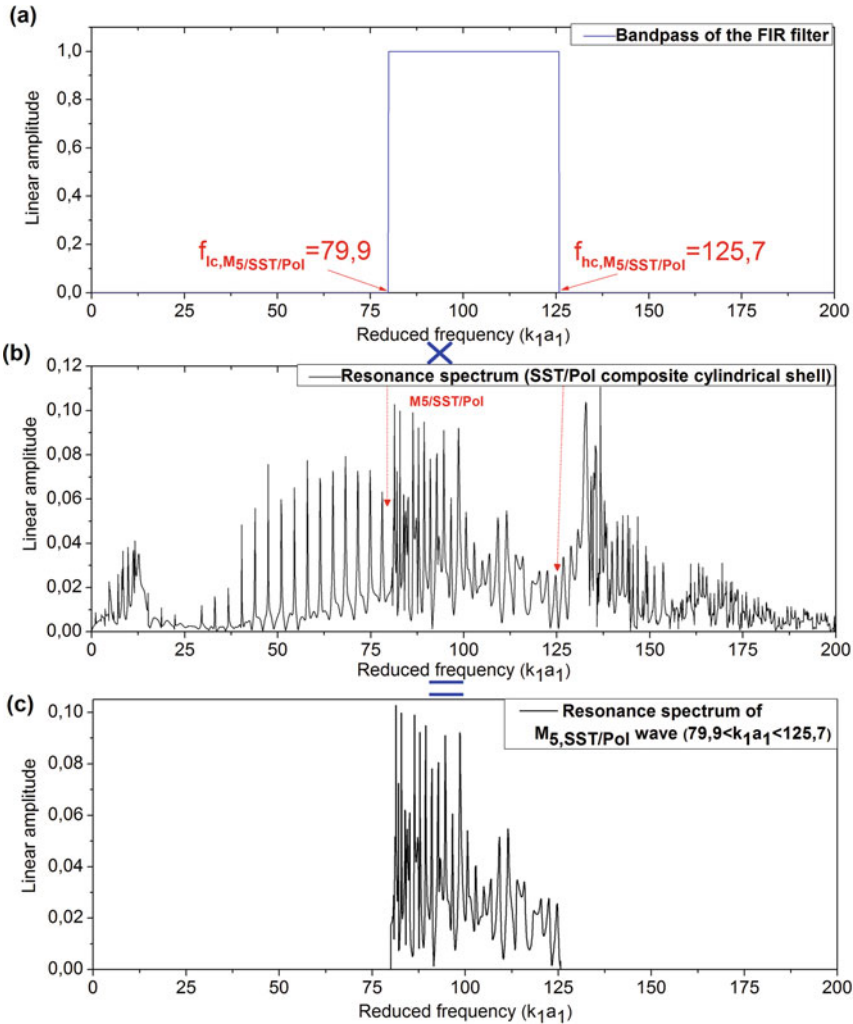 (a)
Bandpass of the FIR filter
1,0
0,8
0,6
0,4
0,2
0,0
Linear amplitude
f_lc,M5/SST/Pol=79,9
f_hc,M5/SST/Pol=125,7
0 25 50 75 100 125 150 175 200
Reduced frequency (k1a1)
(b)
Resonance spectrum (SST/Pol composite cylindrical shell)
M5/SST/Pol
0,12
0,10
0,08
0,06
0,04
0,02
0,00
Linear amplitude
0 25 50 75 100 125 150 175 200
Reduced frequency (k1a1)
(c)
Resonance spectrum of
M5,SST/Pol wave (79,9<k1a1<125,7)
0,10
0,08
0,06
0,04
0,02
0,00
Linear amplitude
0 25 50 75 100 125 150 175 200
Reduced frequency (k1a1)